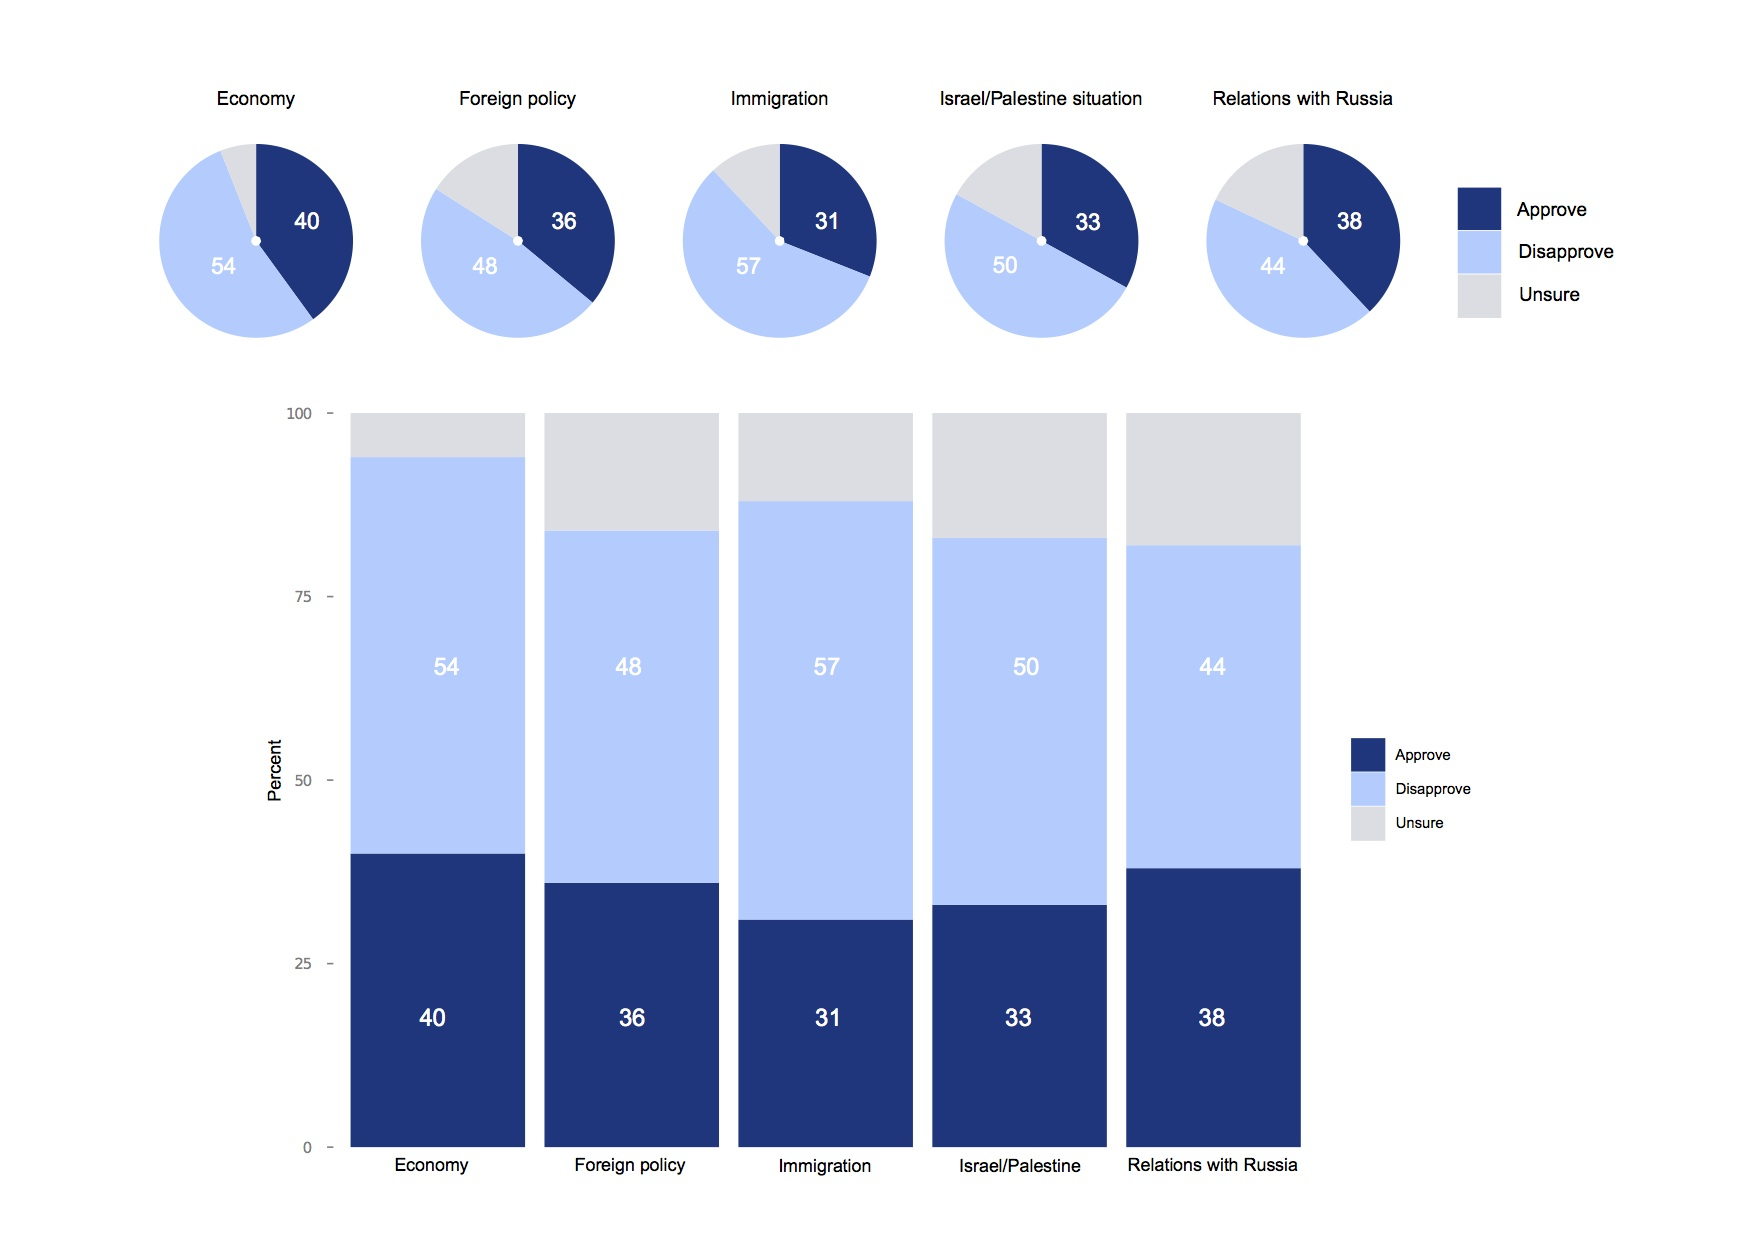 Economy
Foreign policy
Immigration
Israel/Palestine situation
Relations with Russia
40
54
36
48
31
57
33
50
38
44
Approve
Disapprove
Unsure
100
75
50
25
0
Percent
54
48
57
50
44
40
36
31
33
38
Economy
Foreign policy
Immigration
Israel/Palestine
Relations with Russia
Approve
Disapprove
Unsure